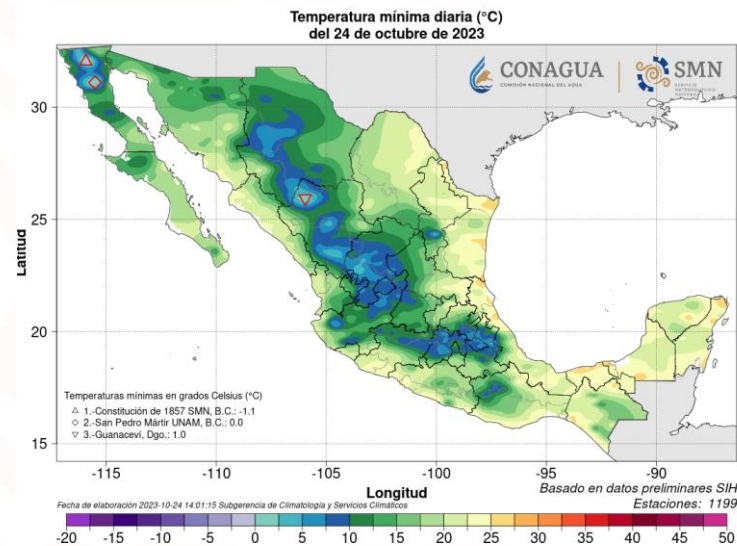 Temperatura mínima diaria (°C)
del 24 de octubre de 2023
CONAGUA
COMISIÓN NACIONAL DEL AGUA
SMN
SERVICIO
METEOROLÓGICO
NACIONAL
30
25
20
15
Latitud
Temperaturas mínimas en grados Celsius (°C)
1.-Constitución de 1857 SMN, B.C.: -1.1
2.-San Pedro Mártir UNAM, B.C.: 0.0
3.-Guanaceví, Dgo.: 1.0
-115 -110 -105 -100 -95 -90
Longitud
Basado en datos preliminares SIH
Fecha de elaboración 2023-10-24 14:01:15 Subgerencia de Climatología y Servicios Climáticos
Estaciones: 1199
-20 -15 -10 -5 0 5 10 15 20 25 30 35 40 45 50